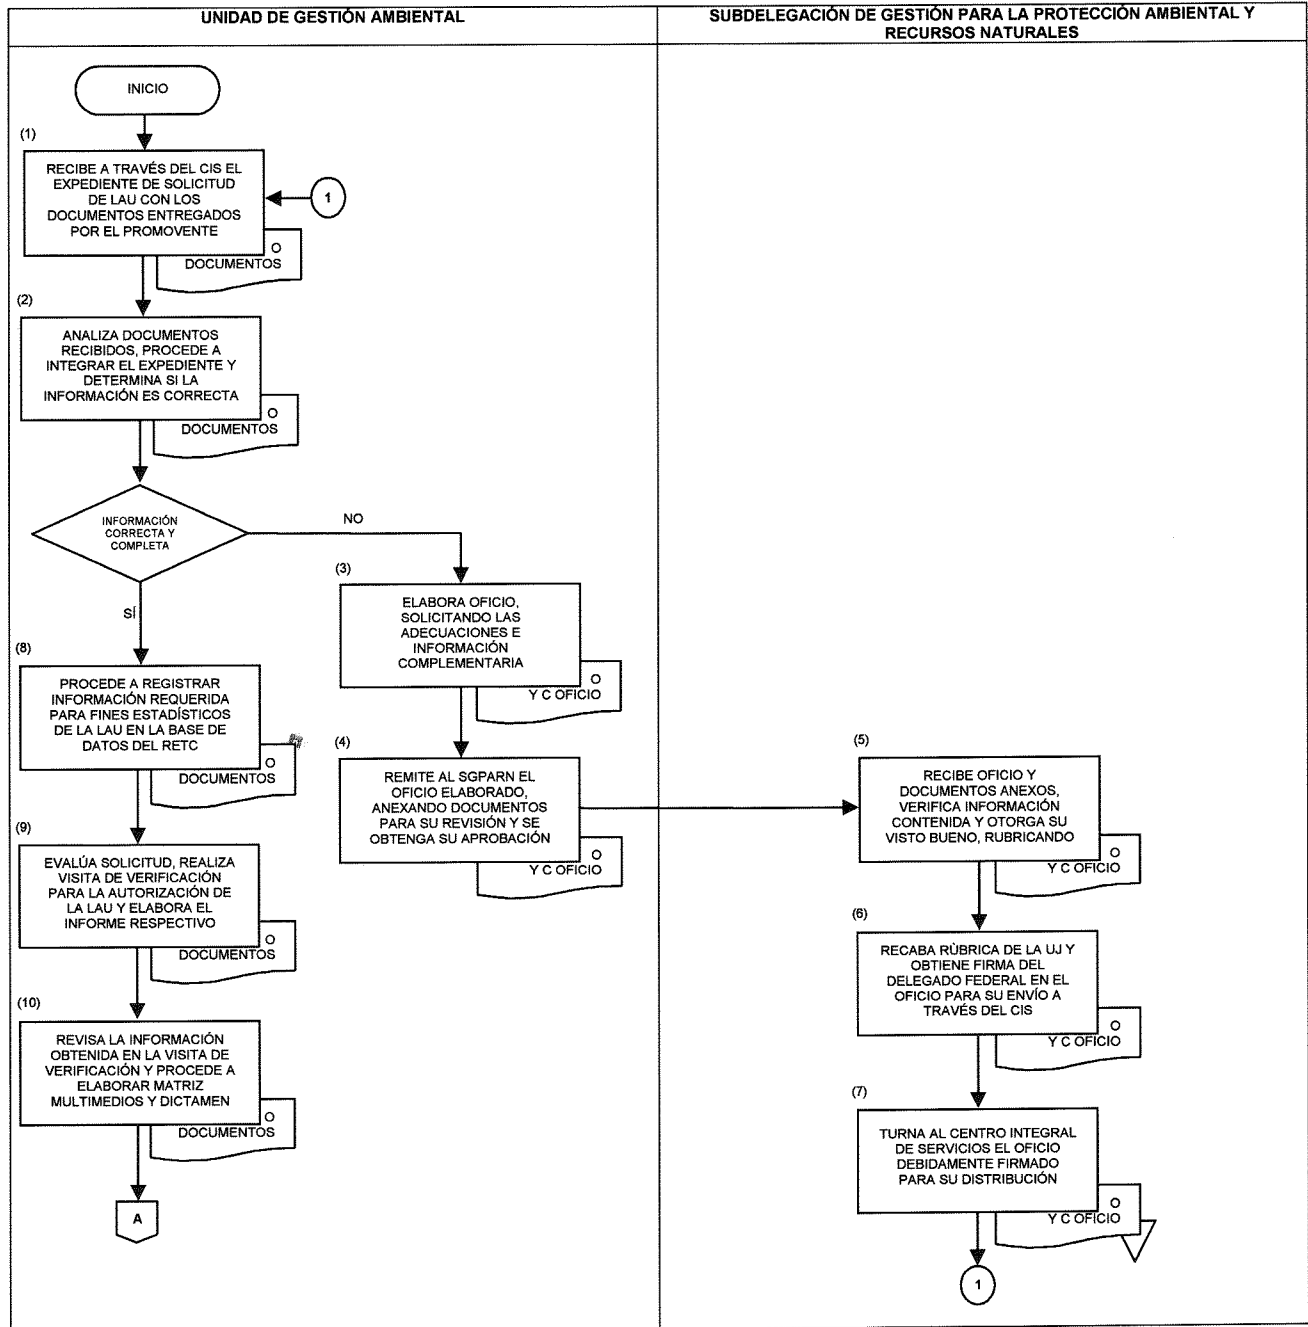 UNIDAD DE GESTIÓN AMBIENTAL
SUBDELEGACIÓN DE GESTIÓN PARA LA PROTECCIÓN AMBIENTAL Y
RECURSOS NATURALES
INICIO
(1)
RECIBE A TRAVÉS DEL CIS EL
EXPEDIENTE DE SOLICITUD
DE LAU CON LOS
DOCUMENTOS ENTREGADOS
POR EL PROMOVENTE
1
O
DOCUMENTOS
(2)
ANALIZA DOCUMENTOS
RECIBIDOS, PROCEDE A
INTEGRAR EL EXPEDIENTE Y
DETERMINA SI LA
INFORMACIÓN ES CORRECTA
O
DOCUMENTOS
INFORMACIÓN
CORRECTA Y
COMPLETA
NO
SÍ
(3)
ELABORA OFICIO,
SOLICITANDO LAS
ADECUACIONES E
INFORMACIÓN
COMPLEMENTARIA
O
Y C OFICIO
(4)
REMITE AL SGPARN EL
OFICIO ELABORADO,
ANEXANDO DOCUMENTOS
PARA SU REVISIÓN Y SE
OBTENGA SU APROBACIÓN
O
Y C OFICIO
(5)
RECIBE OFICIO Y
DOCUMENTOS ANEXOS,
VERIFICA INFORMACIÓN
CONTENIDA Y OTORGA SU
VISTO BUENO, RUBRICANDO
O
Y C OFICIO
(6)
RECABA RÙBRICA DE LA UJ Y
OBTIENE FIRMA DEL
DELEGADO FEDERAL EN EL
OFICIO PARA SU ENVÍO A
TRAVÉS DEL CIS
O
Y C OFICIO
(7)
TURNA AL CENTRO INTEGRAL
DE SERVICIOS EL OFICIO
DEBIDAMENTE FIRMADO
PARA SU DISTRIBUCIÓN
O
Y C OFICIO
1
(8)
PROCEDE A REGISTRAR
INFORMACIÓN REQUERIDA
PARA FINES ESTADÍSTICOS
DE LA LAU EN LA BASE DE
DATOS DEL RETC
O
DOCUMENTOS
(9)
EVALÚA SOLICITUD, REALIZA
VISITA DE VERIFICACIÓN
PARA LA AUTORIZACIÓN DE
LA LAU Y ELABORA EL
INFORME RESPECTIVO
O
DOCUMENTOS
(10)
REVISA LA INFORMACIÓN
OBTENIDA EN LA VISITA DE
VERIFICACIÓN Y PROCEDE A
ELABORAR MATRIZ
MULTIMEDIOS Y DICTAMEN
O
DOCUMENTOS
A